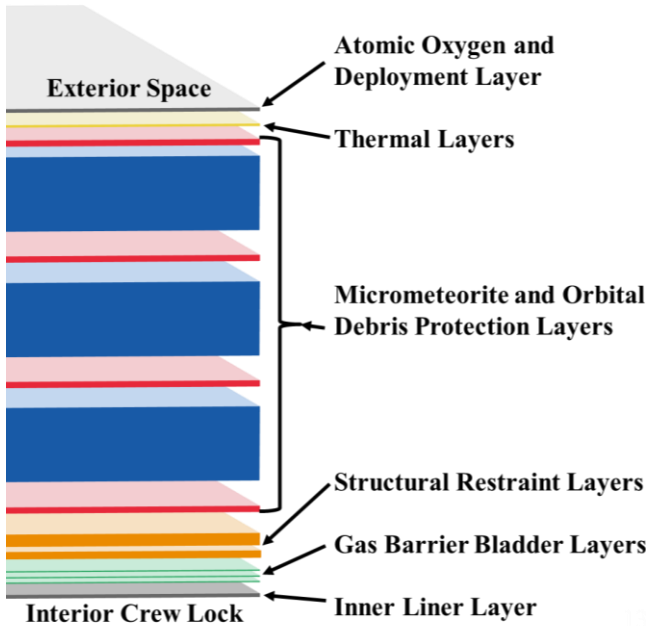 Atomic Oxygen and
Deployment Layer
Exterior Space
Thermal Layers
Micrometeorite and Orbital
Debris Protection Layers
Structural Restraint Layers
Gas Barrier Bladder Layers
Inner Liner Layer
Interior Crew Lock